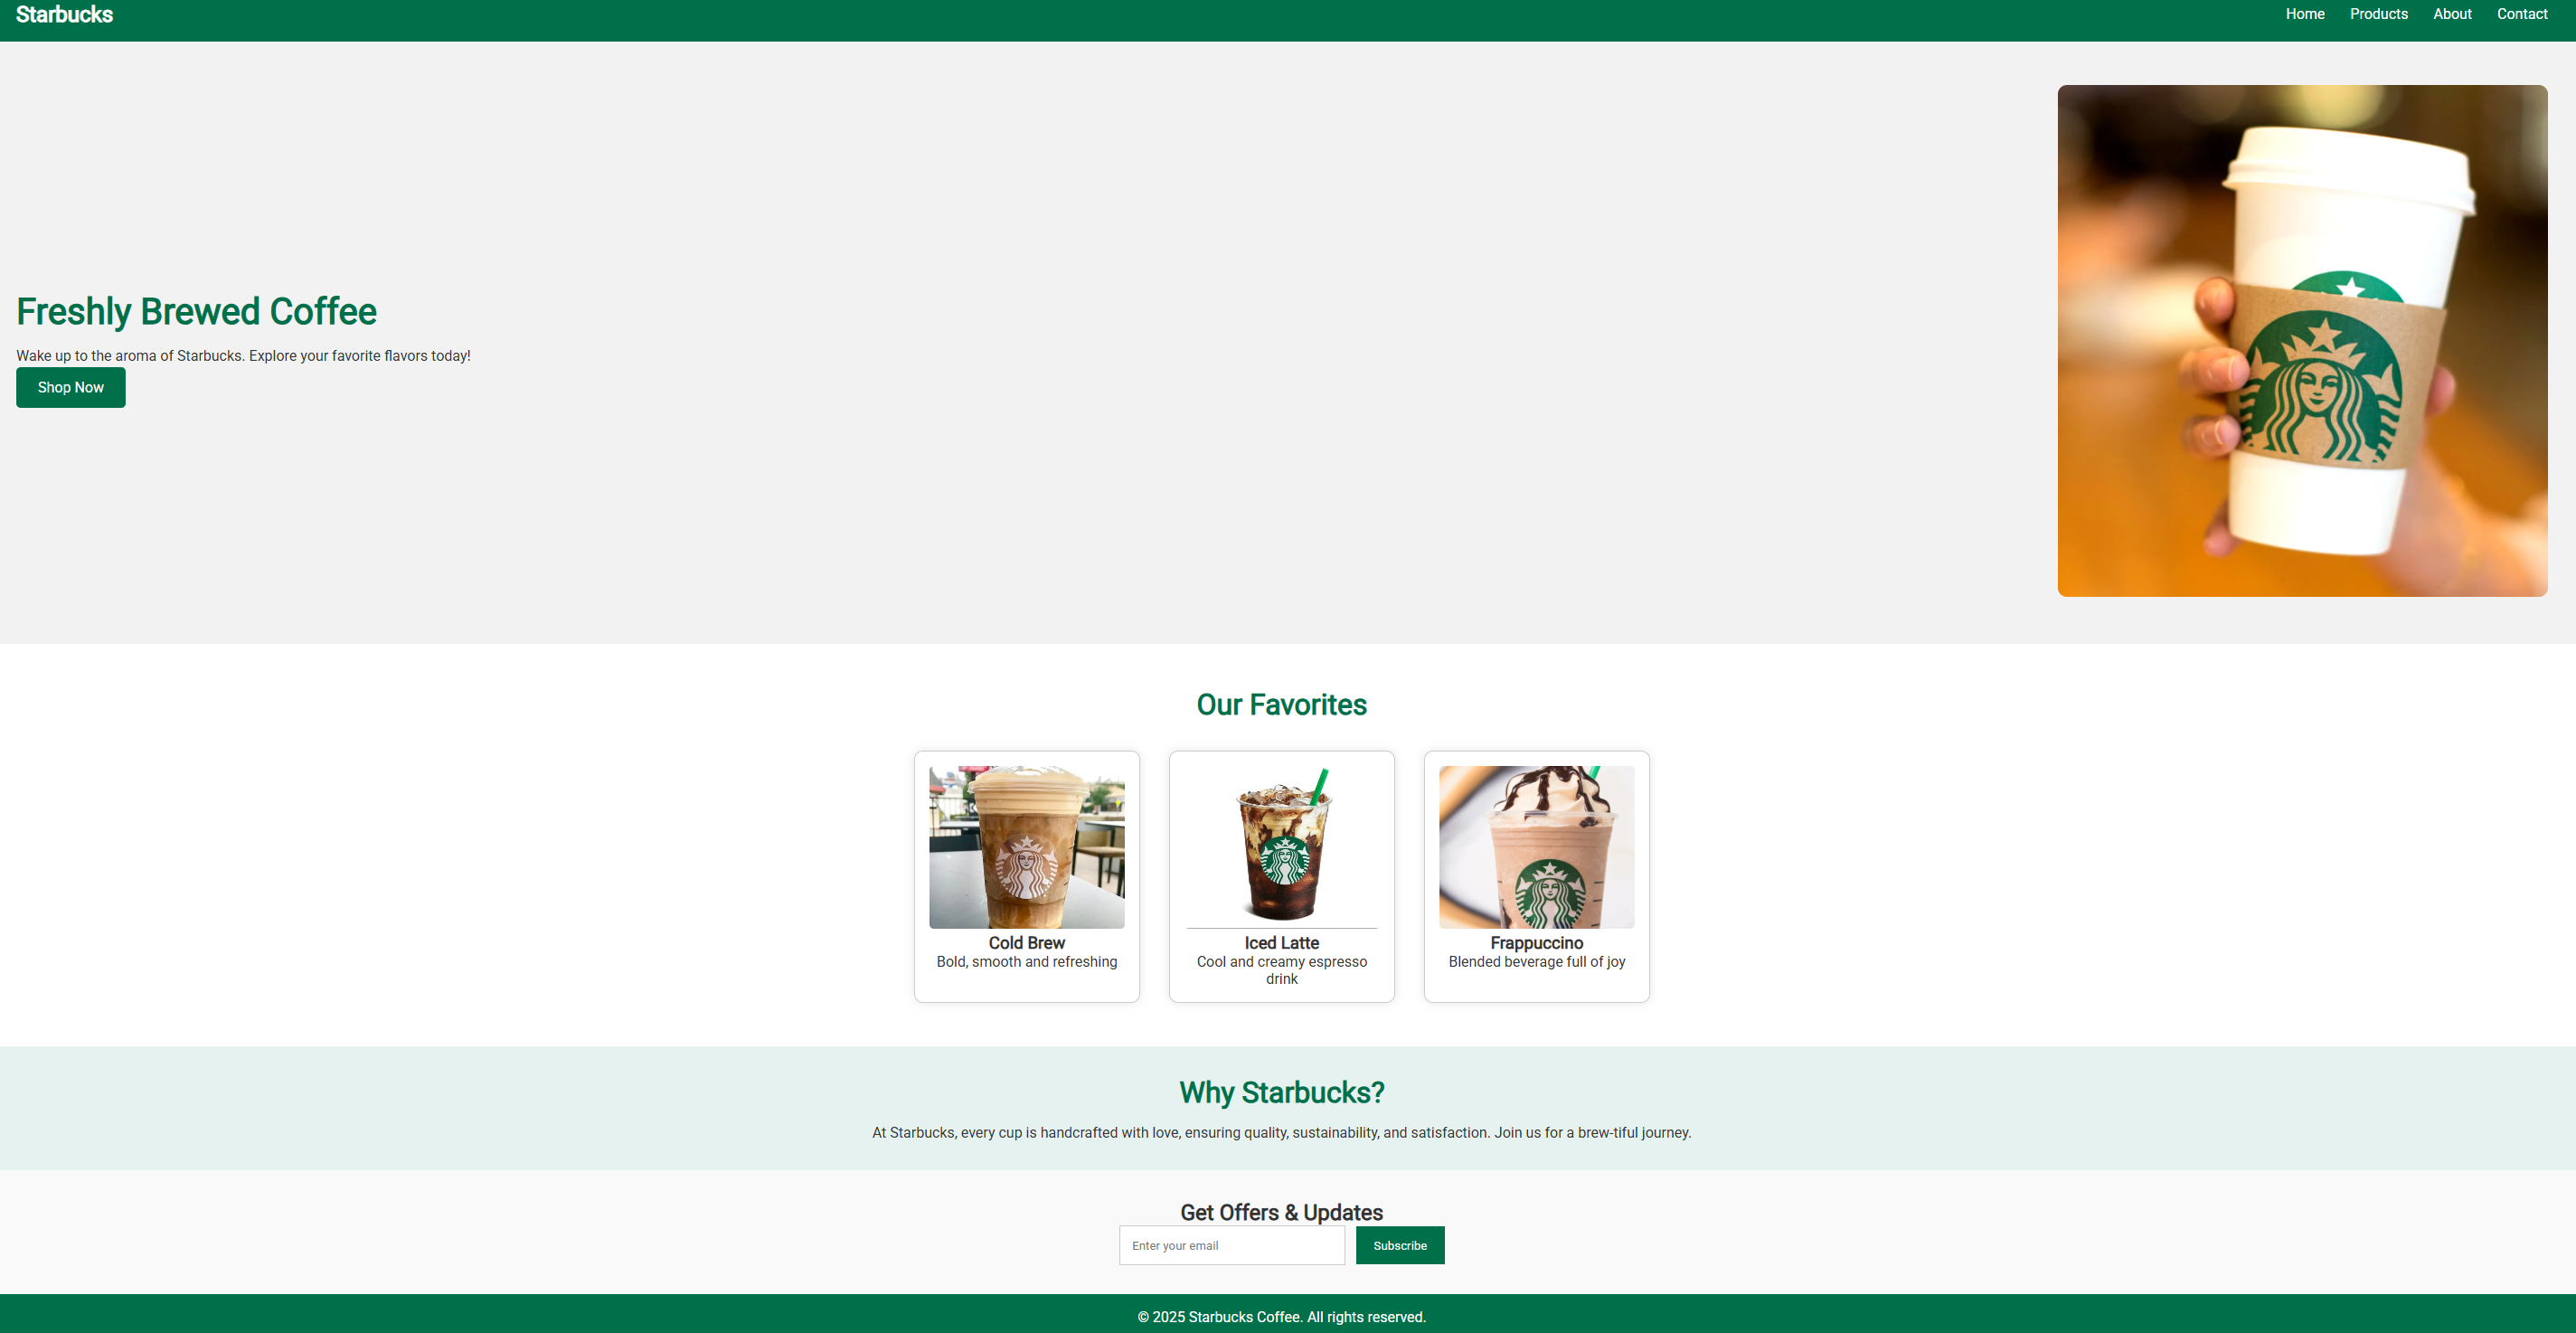 Starbucks
Home Products About Contact
Freshly Brewed Coffee
Wake up to the aroma of Starbucks. Explore your favorite flavors today!
Shop Now
Our Favorites
Cold Brew
Bold, smooth and refreshing
Iced Latte
Cool and creamy espresso
drink
Frappuccino
Blended beverage full of joy
Why Starbucks?
At Starbucks, every cup is handcrafted with love, ensuring quality, sustainability, and satisfaction. Join us for a brew-tiful journey.
Get Offers & Updates
Enter your email
Subscribe
© 2025 Starbucks Coffee. All rights reserved.